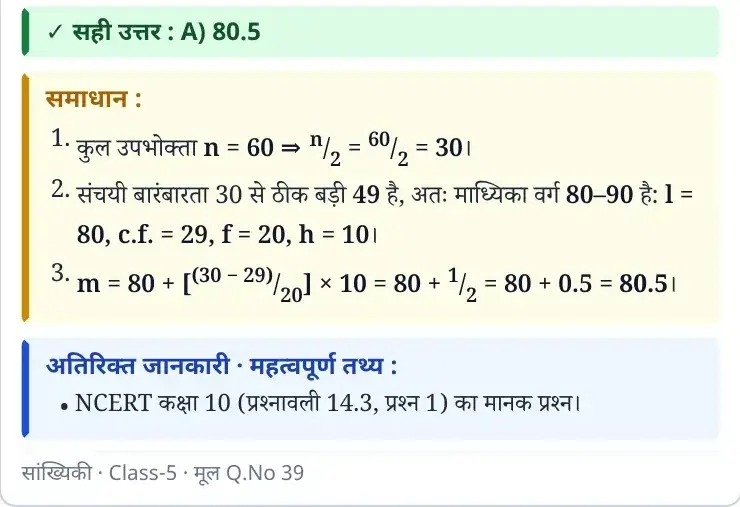 ✓ सही उत्तर : A) 80.5
समाधान :
1. कुल उपभोक्ता n = 60 ⇒ n/2 = 60/2 = 30।
2. संचयी बारंबारता 30 से ठीक बड़ी 49 है, अतः माध्यिका वर्ग 80–90 है: l =
80, c.f. = 29, f = 20, h = 10।
3. m = 80 + [(30 − 29)/20] × 10 = 80 + 1/2 = 80 + 0.5 = 80.5।
अतिरिक्त जानकारी · महत्वपूर्ण तथ्य :
• NCERT कक्षा 10 (प्रश्नावली 14.3, प्रश्न 1) का मानक प्रश्न।
सांख्यिकी · Class-5 · मूल Q.No 39